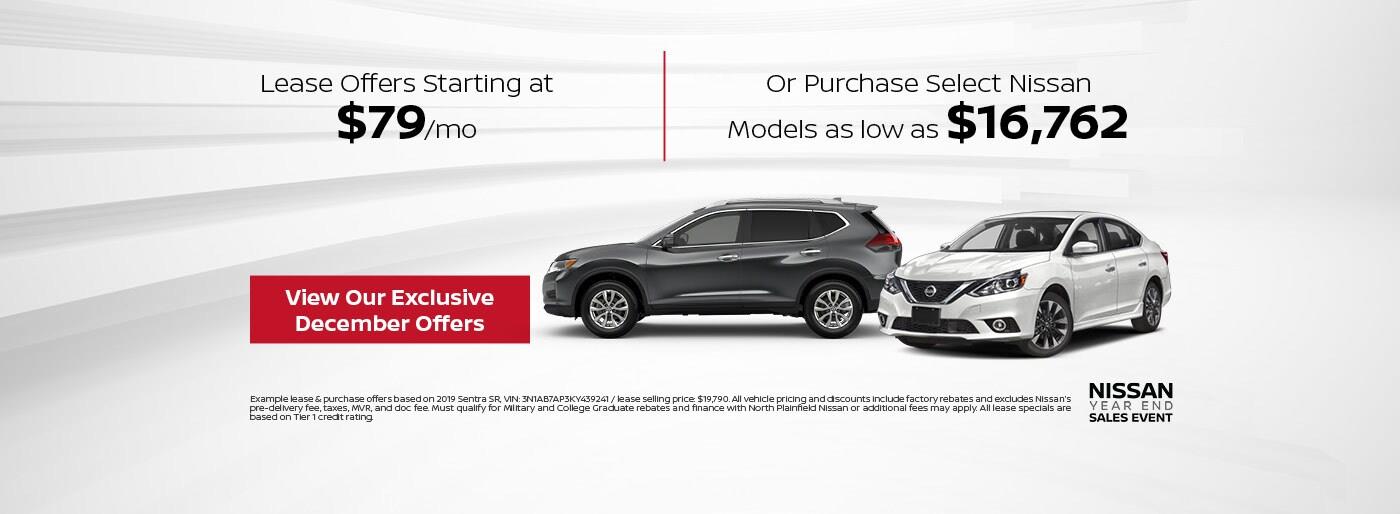 Lease Offers Starting at
$79/mo
Or Purchase Select Nissan
Models as low as $16,762
View Our Exclusive
December Offers
Example lease & purchase offers based on 2019 Sentra SR, VIN: 3N1AB7AP3KY439241 / lease selling price: $19,790. All vehicle pricing and discounts include factory rebates and excludes Nissan's
pre-delivery fee, taxes, MVR, and doc fee. Must qualify for Military and College Graduate rebates and finance with North Plainfield Nissan or additional fees may apply. All lease specials are
based on Tier 1 credit rating.
NISSAN
YEAR END
SALES EVENT